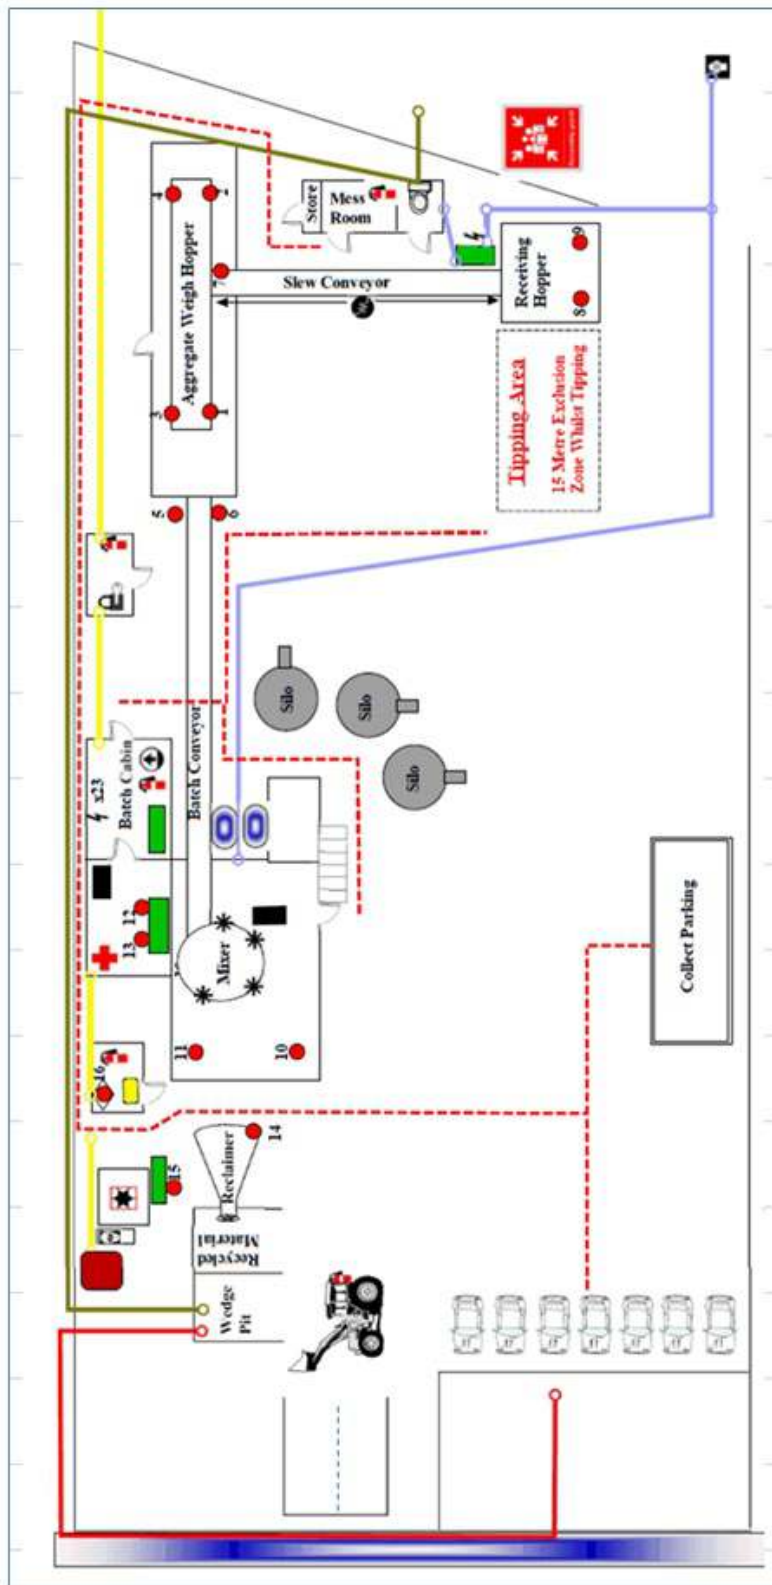 4
2
Store
Mess
Room
9
8
Receiving
Hopper
Slew Conveyor
7
Aggregate Weigh Hopper
3
1
Tipping Area
15 Metre Exclusion
Zone Whilst Tipping
5
6
Silo
Silo
Silo
x23
Batch Cabin
Batch Conveyor
12
13
Mixer
11
10
Collect Parking
16
14
Reclaimer
15
Recycled
Material
Wedge
Pit